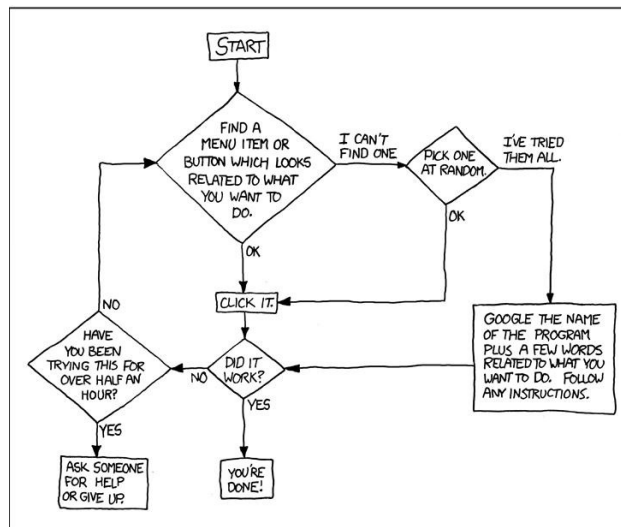 START
FIND A
MENU ITEM OR
BUTTON WHICH LOOKS
RELATED TO WHAT
YOU WANT TO
DO.
I CAN'T
FIND ONE
PICK ONE
AT RANDOM.
I'VE TRIED
THEM ALL.
OK
OK
CLICK IT.
NO
GOOGLE THE NAME
OF THE PROGRAM
PLUS A FEW WORDS
RELATED TO WHAT YOU
WANT TO DO. FOLLOW
ANY INSTRUCTIONS.
HAVE
YOU BEEN
TRYING THIS FOR
OVER HALF AN
HOUR?
NO
DID IT
WORK?
YES
YES
ASK SOMEONE
FOR HELP
OR GIVE UP.
YOU'RE
DONE!